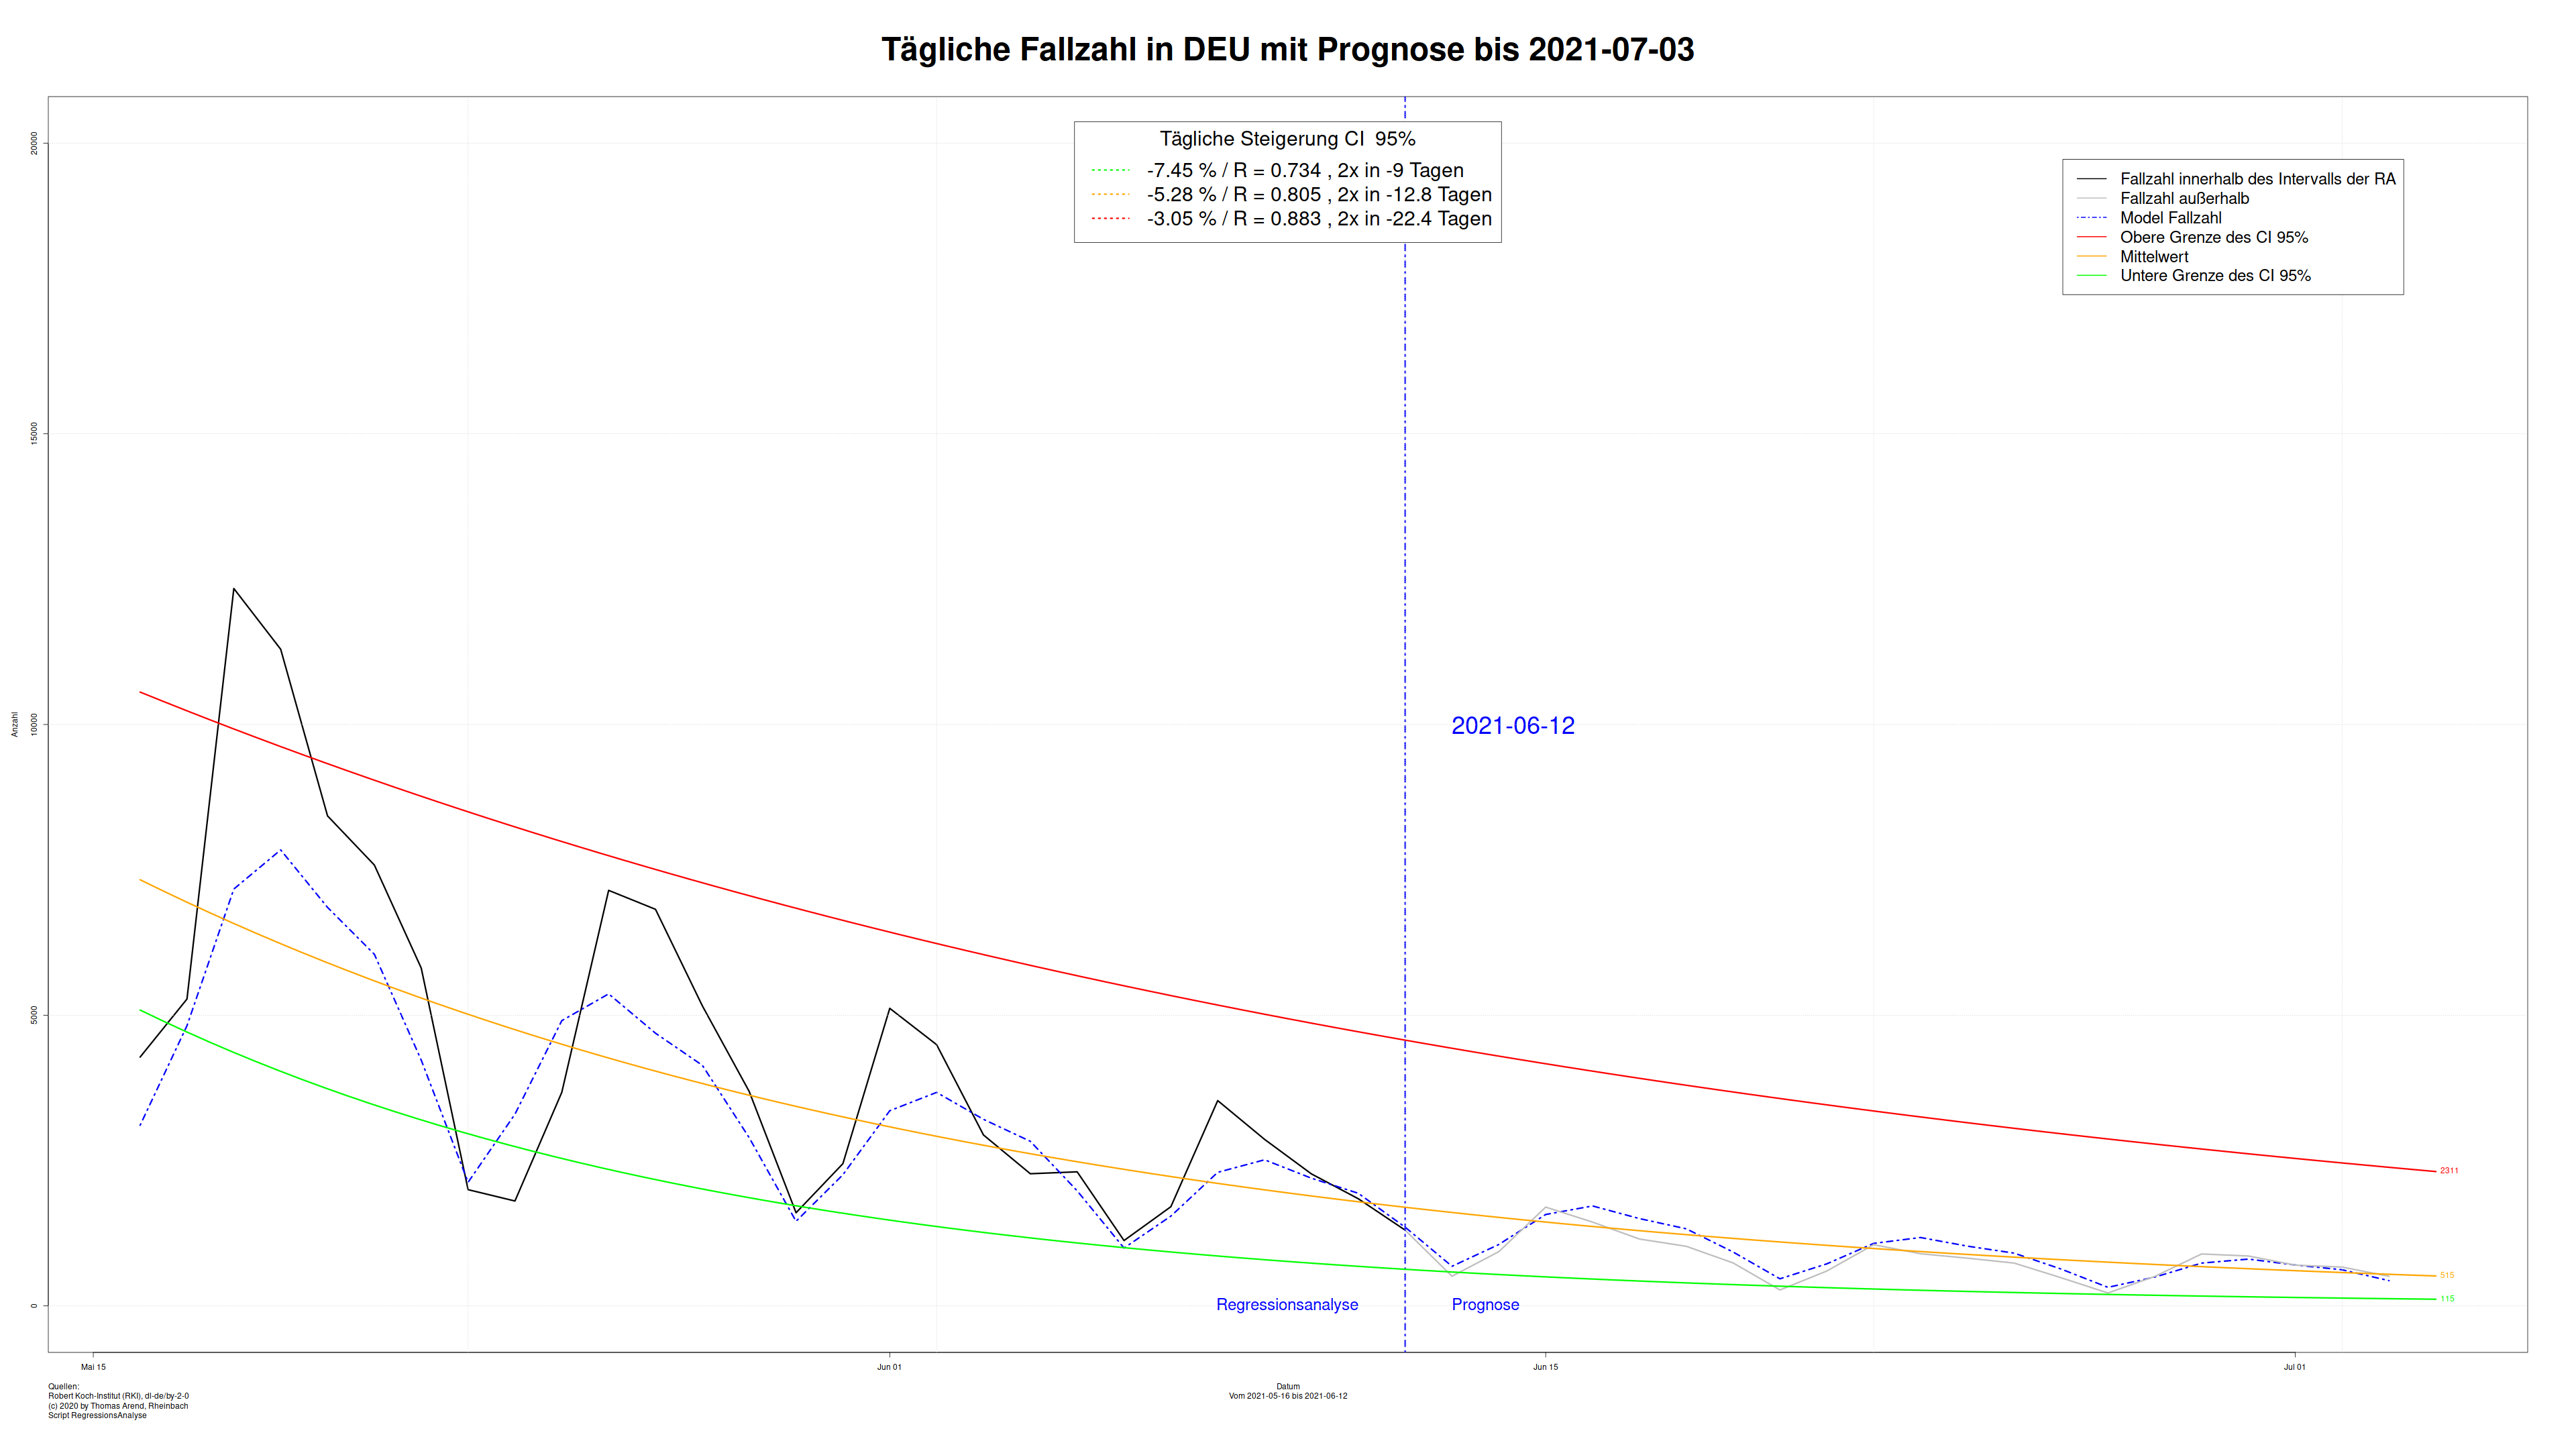 Tägliche Fallzahl in DEU mit Prognose bis 2021-07-03
Tägliche Steigerung CI  95%
-7.45 % / R = 0.734 , 2x in -9 Tagen
-5.28 % / R = 0.805 , 2x in -12.8 Tagen
-3.05 % / R = 0.883 , 2x in -22.4 Tagen
Fallzahl innerhalb des Intervalls der RA
Fallzahl außerhalb
Model Fallzahl
Obere Grenze des CI 95%
Mittelwert
Untere Grenze des CI 95%
20000
15000
10000
5000
0
Anzahl
2021-06-12
2311
515
115
Regressionsanalyse
Prognose
Mai 15
Jun 01
Jun 15
Jul 01
Datum
Vom 2021-05-16 bis 2021-06-12
Quellen:
Robert Koch-Institut (RKI), dl-de/by-2-0
(c) 2020 by Thomas Arend, Rheinbach
Script RegressionsAnalyse